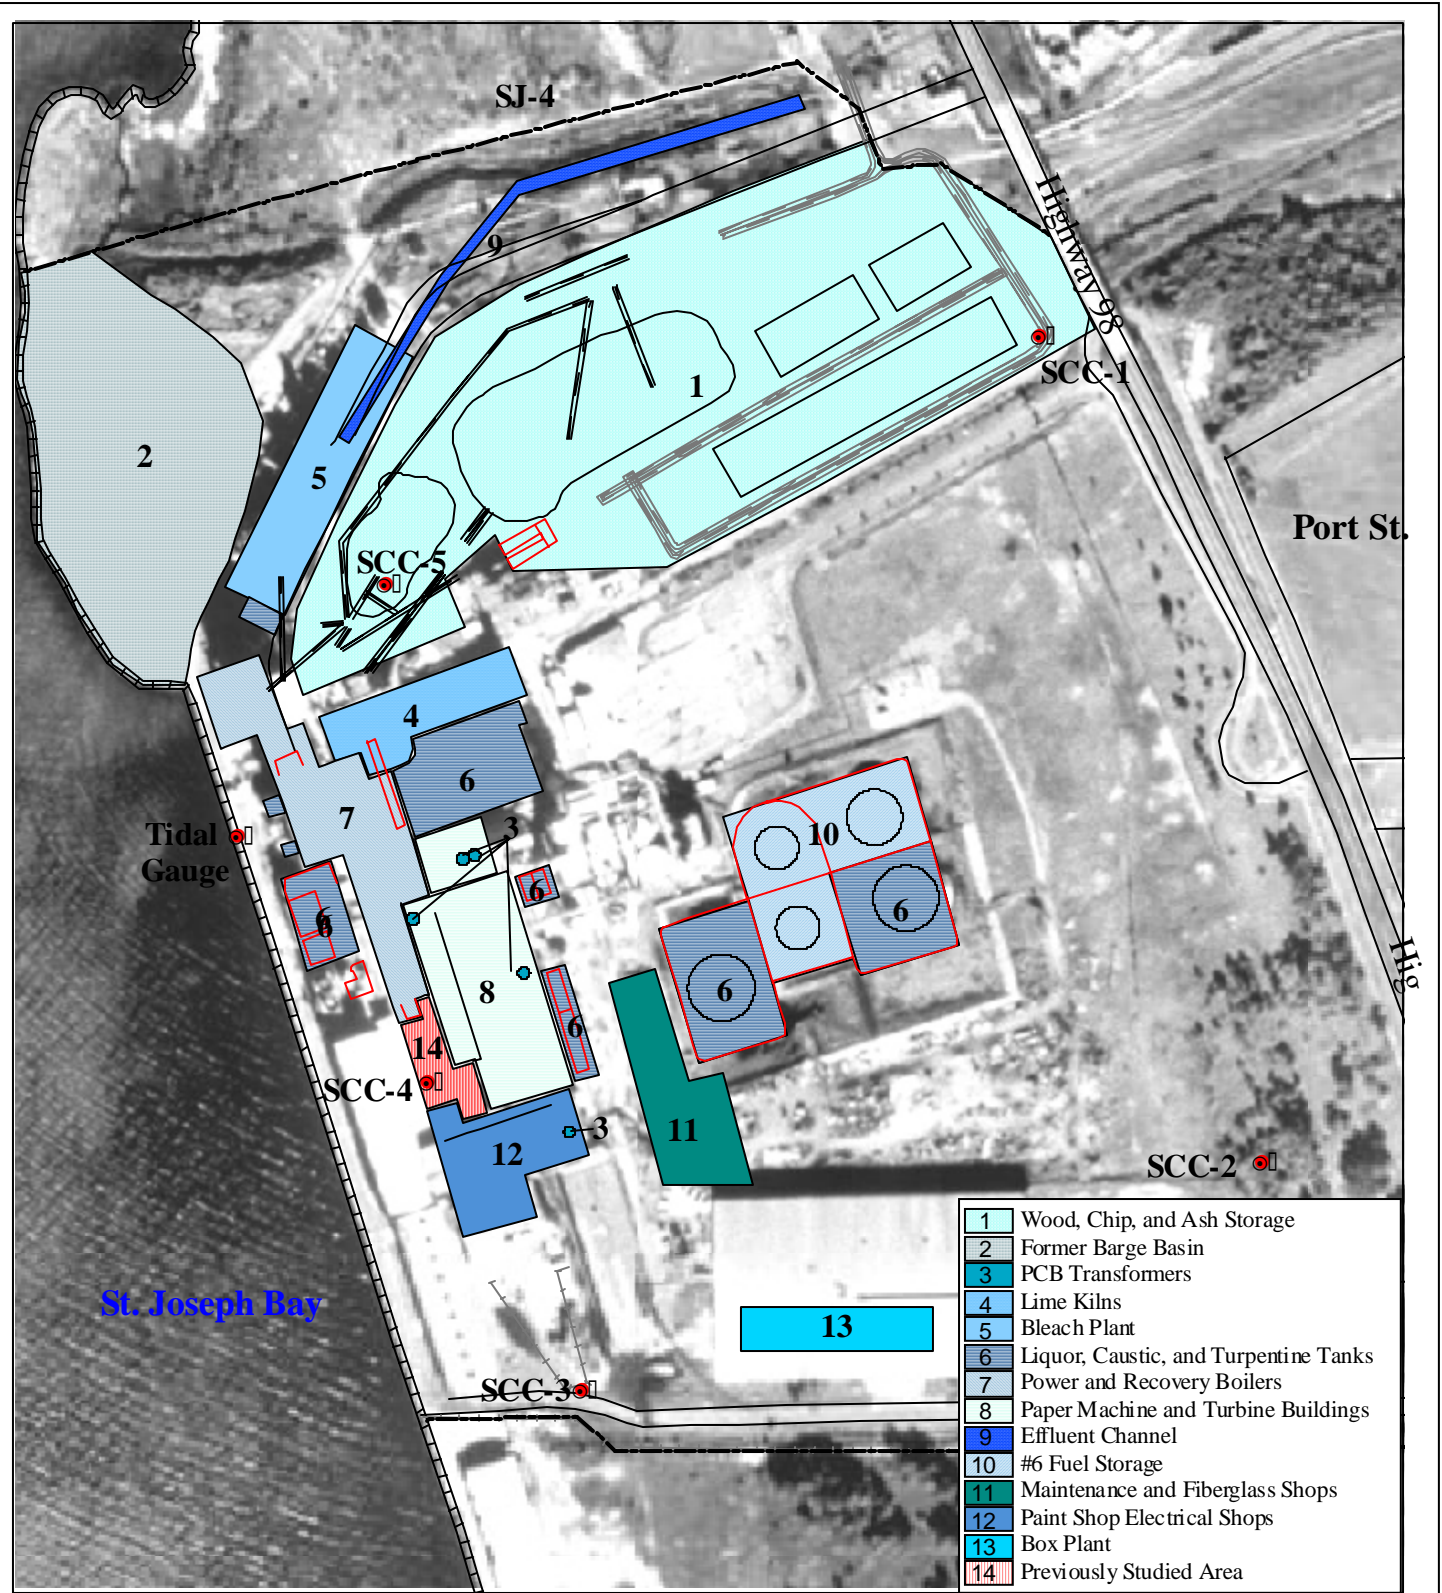 SJ-4
Highway 98
9
SCC-1
1
2
5
Port St.
SCC-5
4
6
7
3
10
Tidal
Gauge
6
6
6
6
Hig
8
6
6
14
SCC-4
11
3
12
SCC-2
St. Joseph Bay
13
SCC-3
1 Wood, Chip, and Ash Storage
2 Former Barge Basin
3 PCB Transformers
4 Lime Kilns
5 Bleach Plant
6 Liquor, Caustic, and Turpentine Tanks
7 Power and Recovery Boilers
8 Paper Machine and Turbine Buildings
9 Effluent Channel
10 #6 Fuel Storage
11 Maintenance and Fiberglass Shops
12 Paint Shop Electrical Shops
13 Box Plant
14 Previously Studied Area